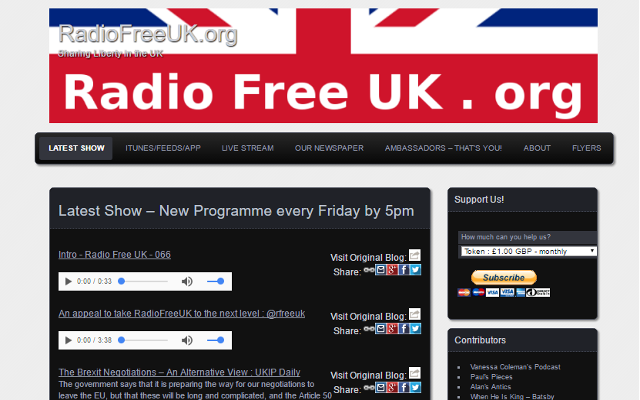 RadioFreeUK.org
Sharing Liberty in the UK
Radio Free UK . org
LATEST SHOW
ITUNES/FEEDS/APP
LIVE STREAM
OUR NEWSPAPER
AMBASSADORS – THAT'S YOU!
ABOUT
FLYERS
Latest Show – New Programme every Friday by 5pm
Intro - Radio Free UK - 066
Visit Original Blog:
Share:
0:00 / 0:33
An appeal to take RadioFreeUK to the next level : @rfreeuk
Visit Original Blog:
Share:
0:00 / 3:38
The Brexit Negotiations – An Alternative View : UKIP Daily
Visit Original Blog:
Share:
The government says that it is preparing the way for our negotiations to
leave the EU, but that these will be long and complicated, and the Article 50
Support Us!
How much can you help us?
Token : £1.00 GBP - monthly
Subscribe
Contributors
Vanessa Coleman's Podcast
Paul's Pieces
Alan's Antics
When He Is King – Batsby